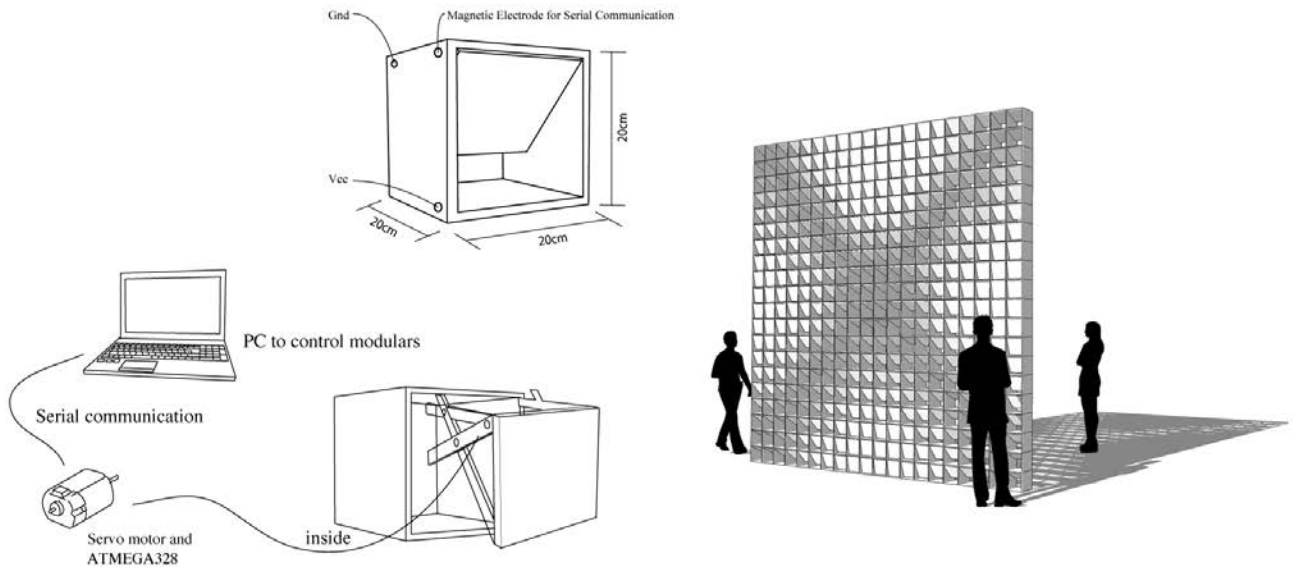 Gnd
Magnetic Electrode for Serial Communication
20cm
Vcc
20cm
20cm
PC to control modulars
Serial communication
inside
Servo motor and
ATMEGA328